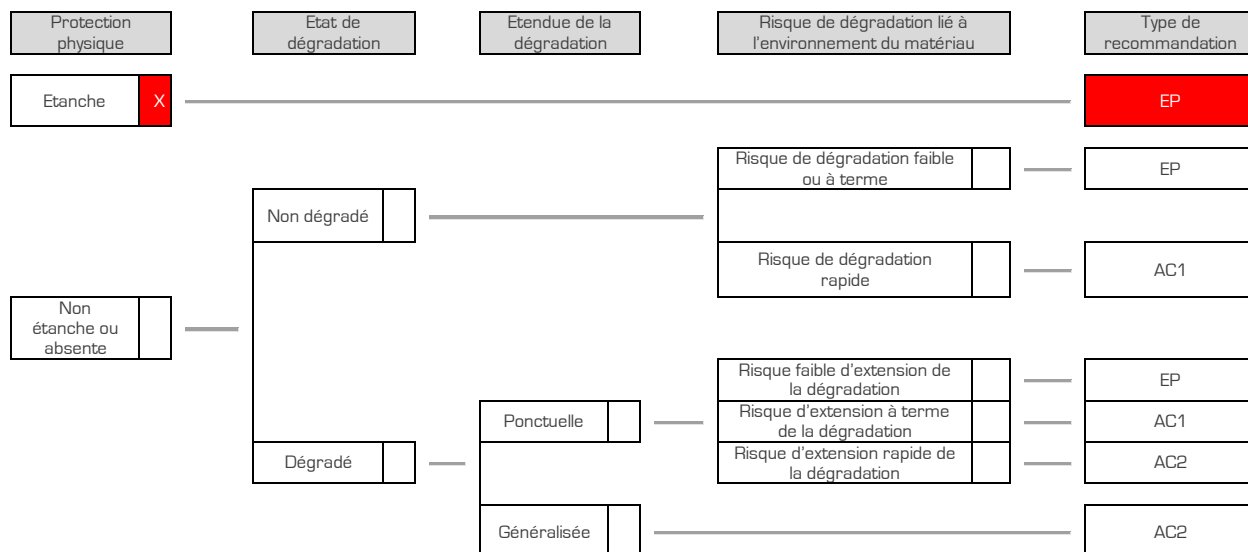 Protection
physique
Etat de
dégradation
Etendue de la
dégradation
Risque de dégradation lié à
l'environnement du matériau
Type de
recommandation
Etanche
X
EP
Risque de dégradation faible
ou à terme
EP
Non dégradé
Risque de dégradation
rapide
AC1
Non
étanche ou
absente
Risque faible d'extension de
la dégradation
EP
Ponctuelle
Risque d'extension à terme
de la dégradation
AC1
Dégradé
Risque d'extension rapide de
la dégradation
AC2
Généralisée
AC2